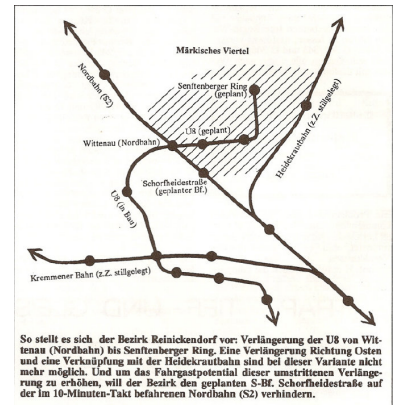 Märkisches Viertel
Nordbahn (S2)
Senftenberger Ring
(geplant)
Heidekrautbahn (z.Z. stillgelegt)
U8 (geplant)
Wittenau (Nordbahn)
Schorfheidestraße
(geplanter Bf.)
U8 (in Bau)
Kremmener Bahn (z.Z. stillgelegt)
So stellt es sich der Bezirk Reinickendorf vor: Verlängerung der U8 von Wit-
tenau (Nordbahn) bis Senftenberger Ring. Eine Verlängerung Richtung Osten
und eine Verknüpfung mit der Heidekrautbahn sind bei dieser Variante nicht
mehr möglich. Und um das Fahrgastpotential dieser umstrittenen Verlänge-
rung zu erhöhen, will der Bezirk den geplanten S-Bf. Schorfheidestraße auf
der im 10-Minuten-Takt befahrenen Nordbahn (S2) verhindern.